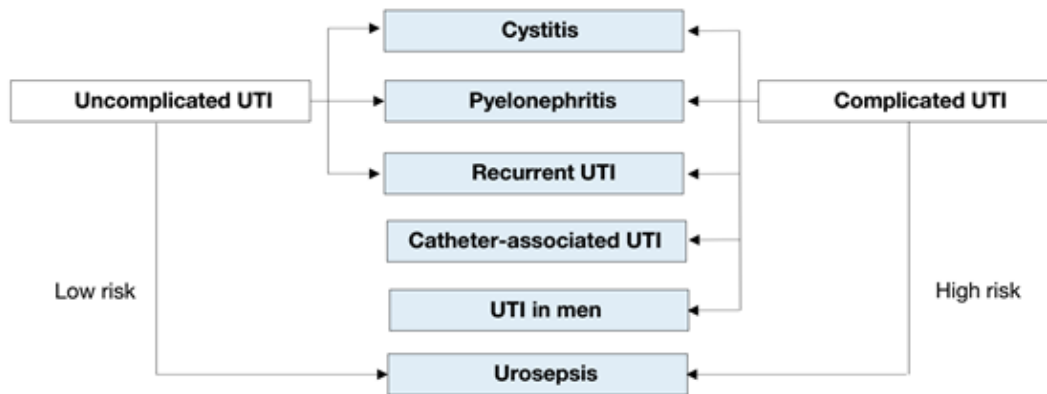 Cystitis
Uncomplicated UTI
Pyelonephritis
Complicated UTI
Recurrent UTI
Catheter-associated UTI
Low risk
High risk
UTI in men
Urosepsis